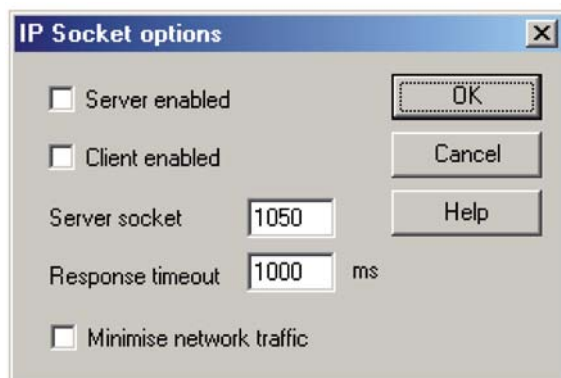 IP Socket options
Server enabled
OK
Client enabled
Cancel
Server socket 1050
Help
Response timeout 1000 ms
Minimise network traffic